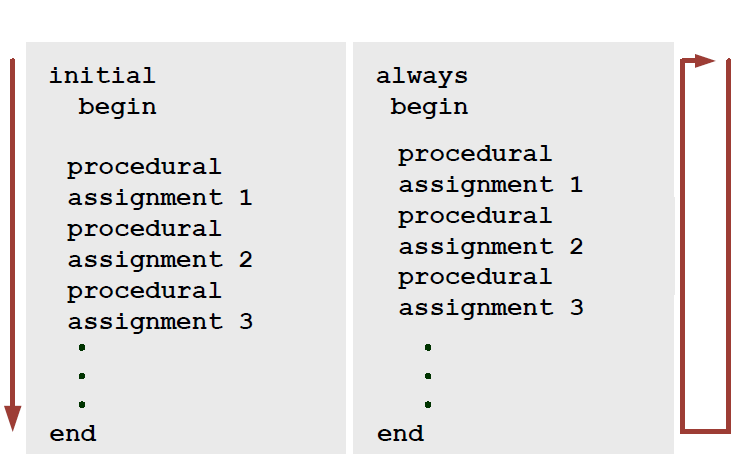 initial
begin
procedural
assignment 1
procedural
assignment 2
procedural
assignment 3
end
always
begin
procedural
assignment 1
procedural
assignment 2
procedural
assignment 3
end